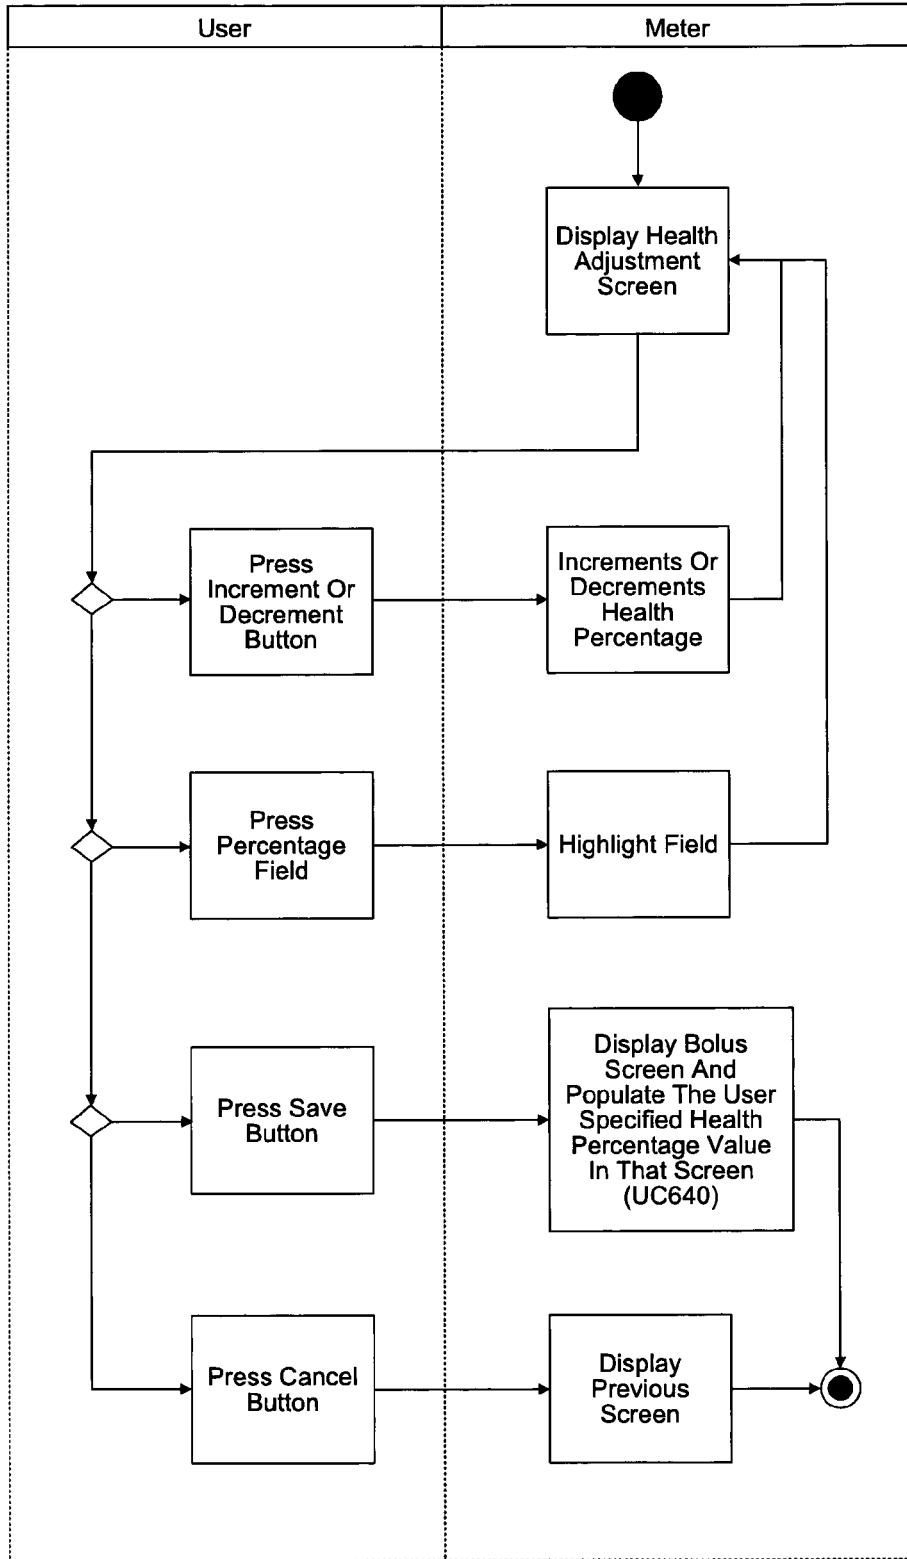 User
Meter
Display Health
Adjustment
Screen
Press
Increment Or
Decrement
Button
Increments Or
Decrements
Health
Percentage
Press
Percentage
Field
Highlight Field
Press Save
Button
Display Bolus
Screen And
Populate The User
Specified Health
Percentage Value
In That Screen
(UC640)
Press Cancel
Button
Display
Previous
Screen